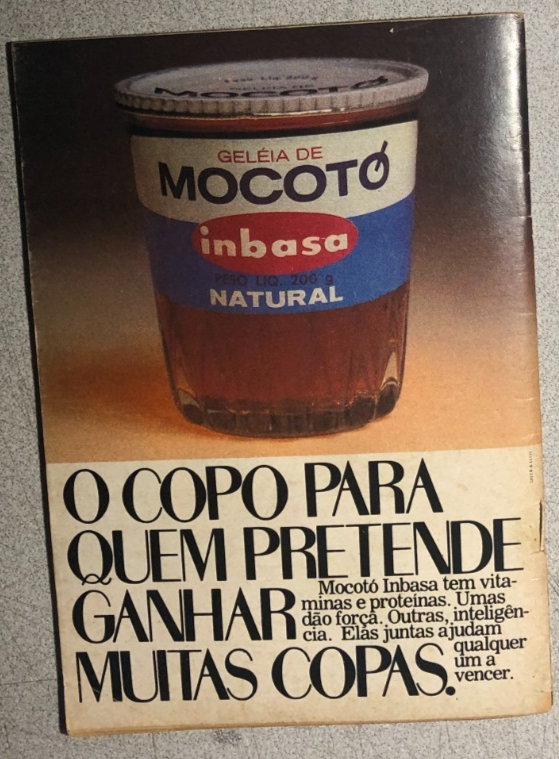 GELÉIA DE
MOCOTÓ
inbasa
PESO LIQ. 200 g
NATURAL
O COPO PARA
QUEM PRETENDE
GANHAR
MUITAS COPAS.
Mocotó Inbasa tem vita-
minas e proteínas. Umas
dão força. Outras, inteligên-
cia. Elas juntas ajudam
qualquer
um a
vencer.